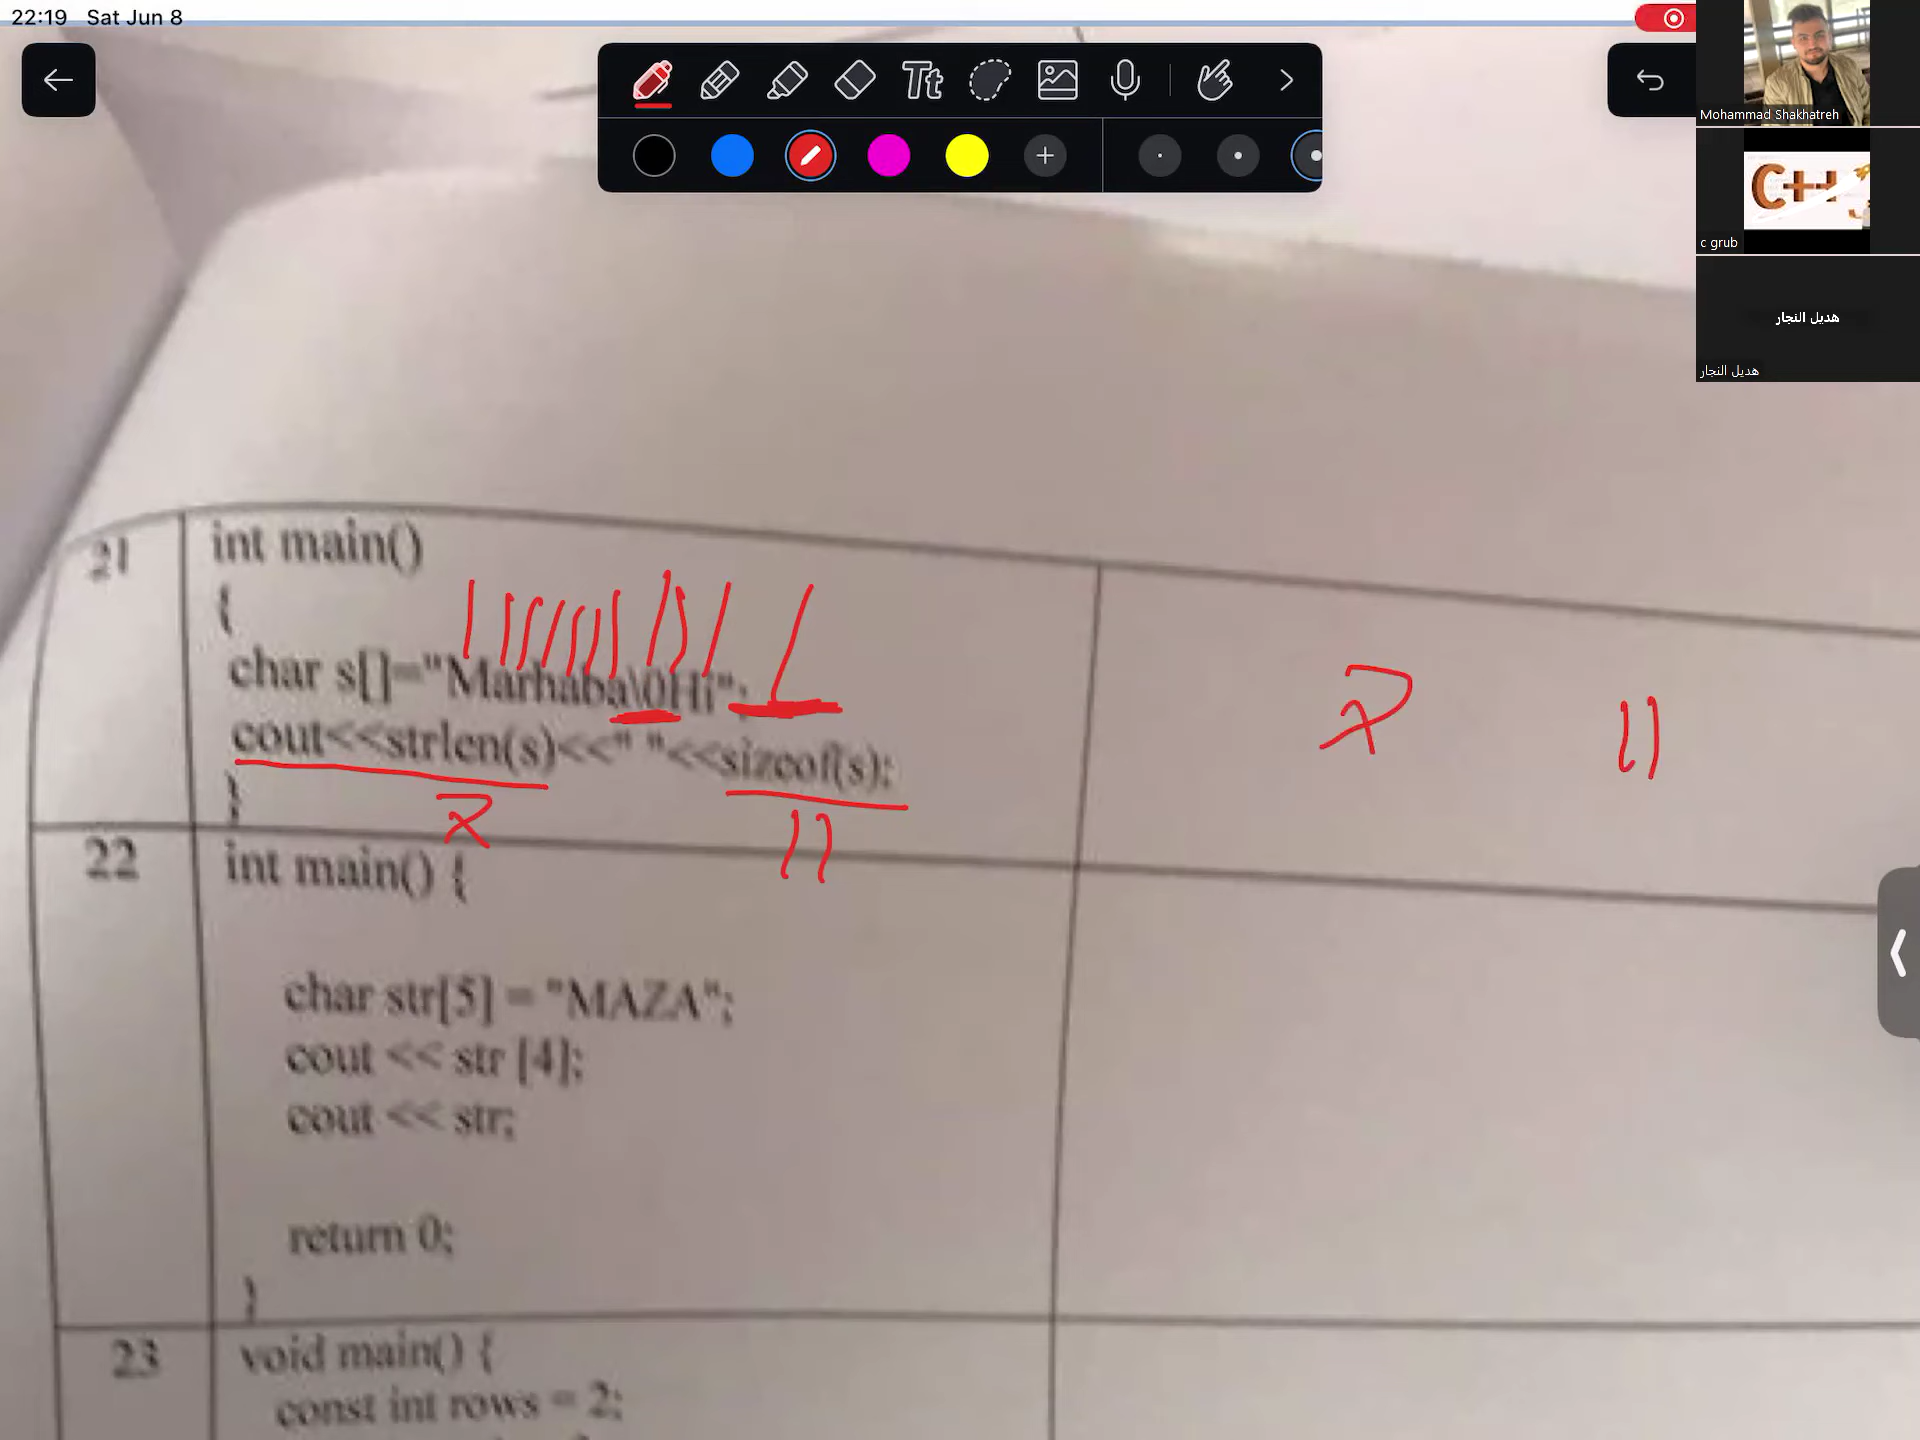 22:19 Sat Jun 8
Tt
Mohammad Shakhatreh
C++
c grub
هديل النجار
هديل النجار
21
int main()
{
char s[]="Marhaba\0Hi";
cout<<strlen(s)<<" "<<sizeof(s);
}
7
11
7
11
22
int main() {
char str[5] = "MAZA";
cout << str [4];
cout << str;
return 0;
}
23
void main() {
const int rows = 2;